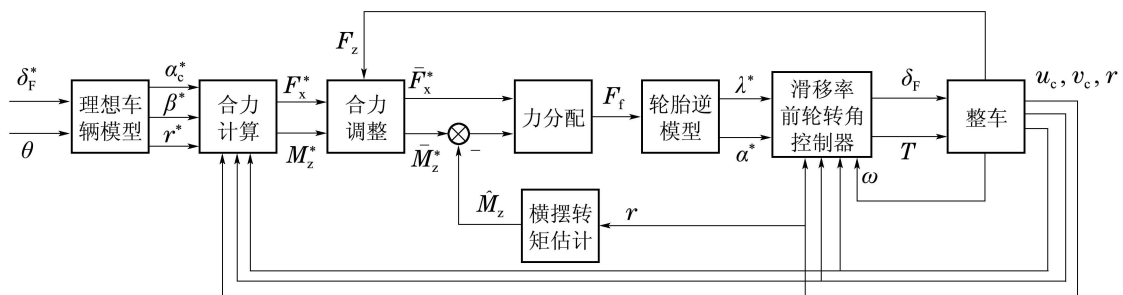 F_z
δ_F^*
θ
理想车
辆模型
α_c^*
β^*
r^*
合力
计算
F_x^*
M_z^*
合力
调整
F̄_x^*
M̄_z^*
−
力分配
F_f
轮胎逆
模型
λ^*
α^*
滑移率
前轮转角
控制器
δ_F
T
ω
整车
u_c, v_c, r
M̂_z
横摆转
矩估计
r